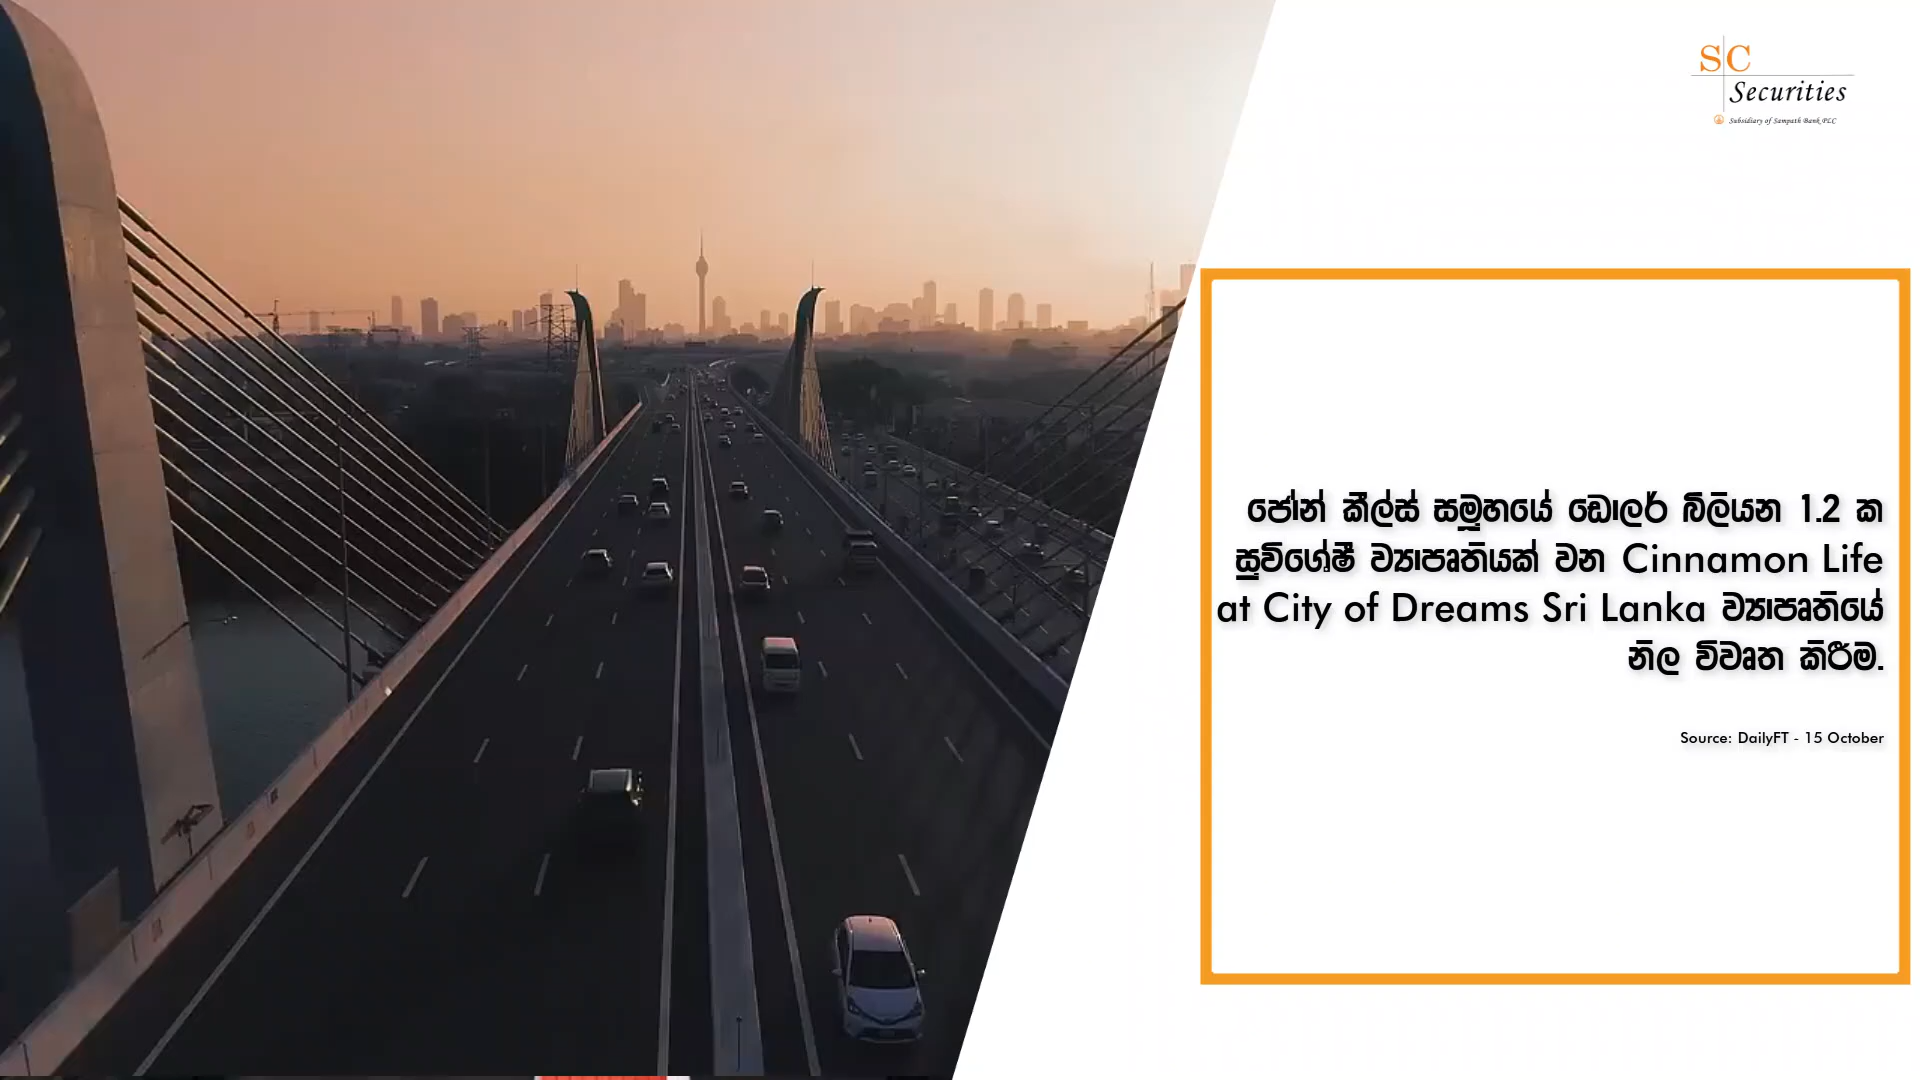 SC
Securities
Subsidiary of Sampath Bank PLC
ජෝන් කීල්ස් සමූහයේ ඩොලර් බිලියන 1.2 ක
සුවිශේෂී ව්‍යාපෘතියක් වන Cinnamon Life
at City of Dreams Sri Lanka ව්‍යාපෘතියේ
නිල විවෘත කිරීම.
Source: DailyFT - 15 October